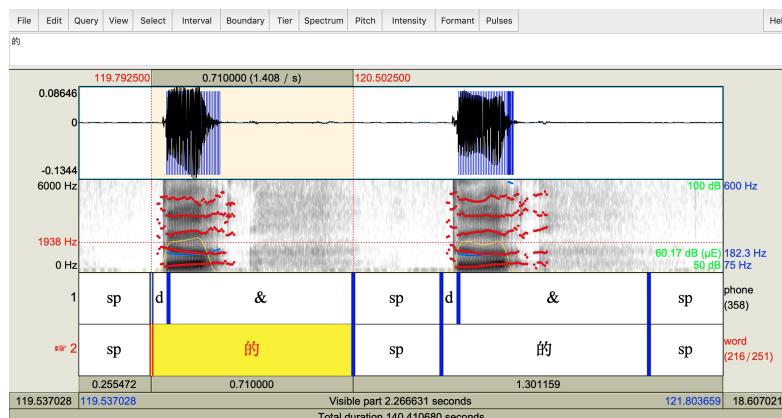 File Edit Query View Select Interval Boundary Tier Spectrum Pitch Intensity Formant Pulses Hel
的
119.792500 0.710000 (1.408 / s) 120.502500
0.08646
0
-0.1344
6000 Hz 100 dB 600 Hz
1938 Hz
60.17 dB (µE) 182.3 Hz
0 Hz 50 dB 75 Hz
1 sp d & sp d & sp phone
(358)
☞ 2 sp 的 sp 的 sp word
(216/251)
0.255472 0.710000 1.301159
119.537028 119.537028 Visible part 2.266631 seconds 121.803659 18.607021
Total duration 140.410680 seconds